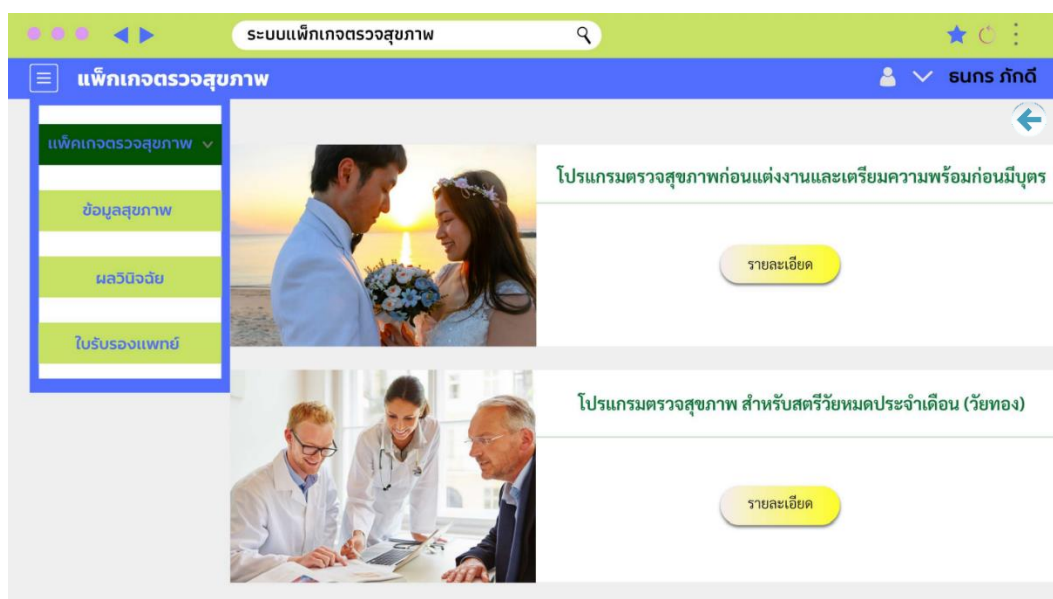 ระบบแพ็กเกจตรวจสุขภาพ
แพ็กเกจตรวจสุขภาพ
ธนกร ภักดี
แพ็คเกจตรวจสุขภาพ
ข้อมูลสุขภาพ
ผลวินิจฉัย
ใบรับรองแพทย์
โปรแกรมตรวจสุขภาพก่อนแต่งงานและเตรียมความพร้อมก่อนมีบุตร
รายละเอียด
โปรแกรมตรวจสุขภาพ สำหรับสตรีวัยหมดประจำเดือน (วัยทอง)
รายละเอียด